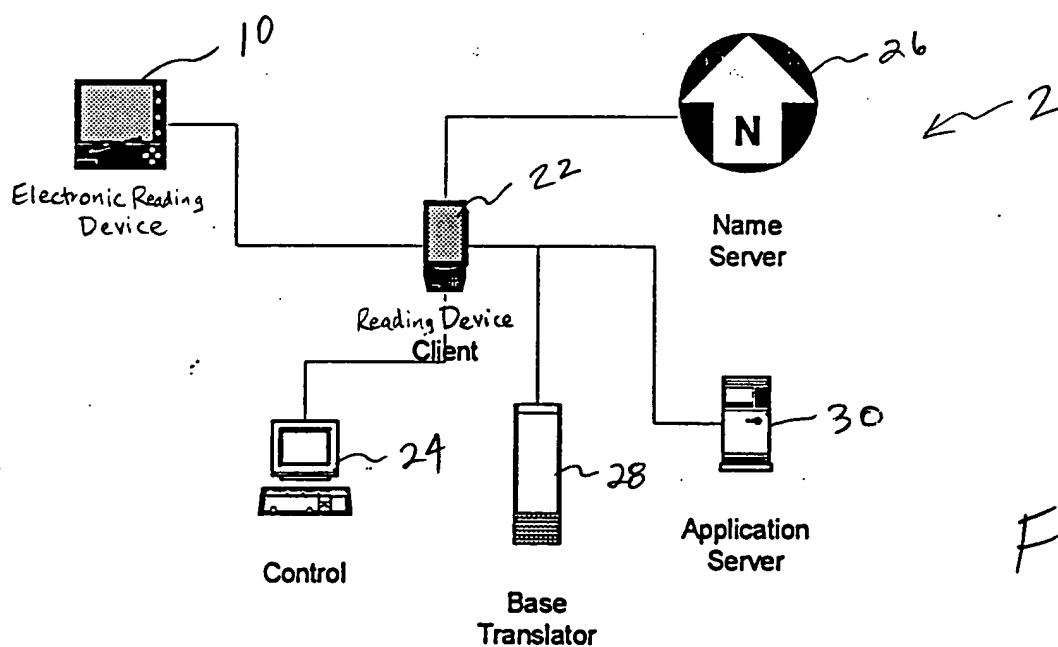 10
26
2
N
Electronic Reading
Device
22
Name
Server
Reading Device
Client
24
28
30
Control
Base
Translator
Application
Server
F